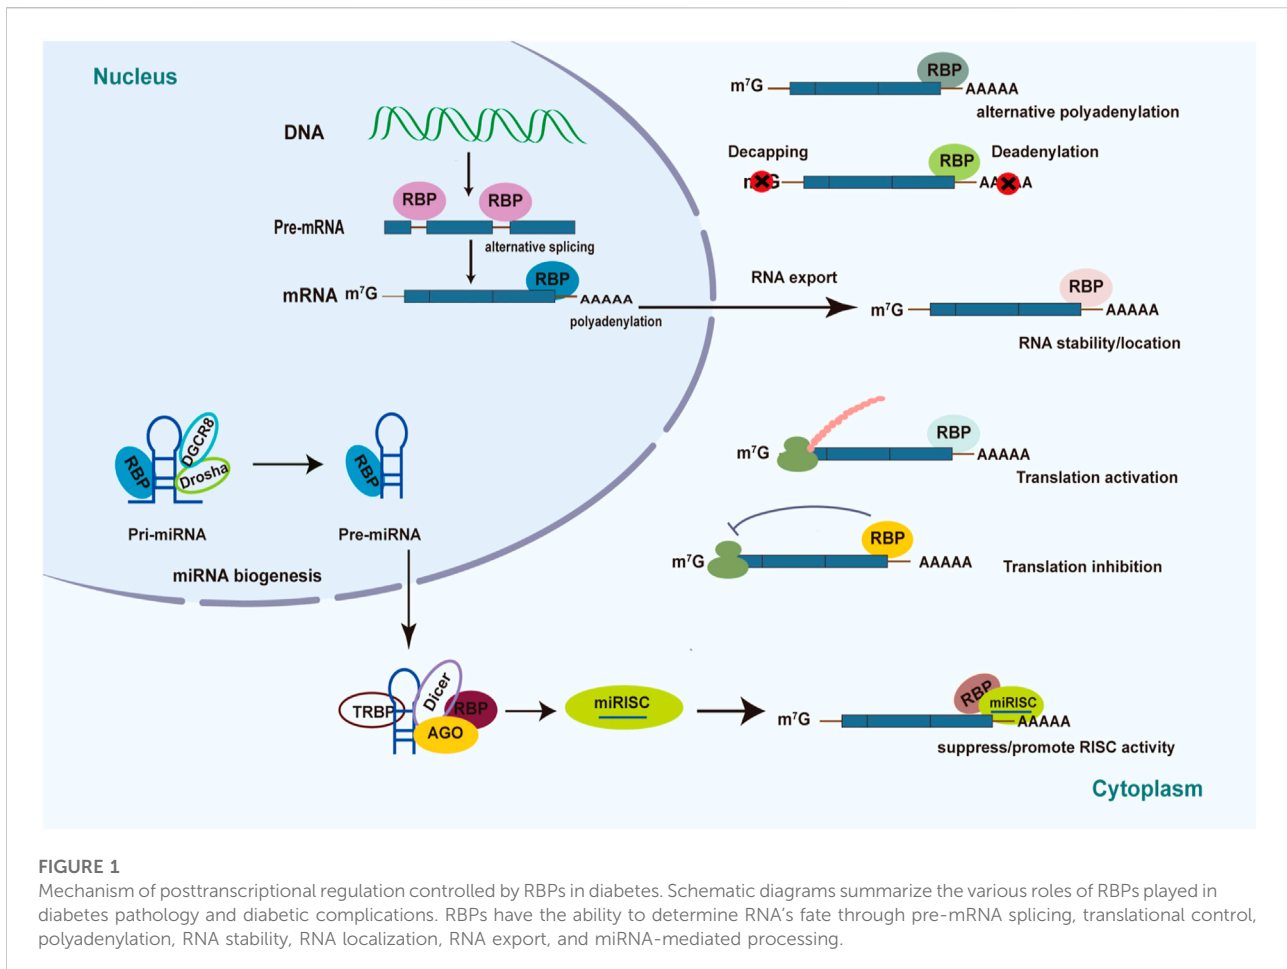 Nucleus
DNA
RBP
RBP
Pre-mRNA
alternative splicing
RBP
mRNA m⁷G
AAAAA
polyadenylation
RBP
m⁷G
AAAAA
alternative polyadenylation
Decapping
Deadenylation
RBP
RNA export
RBP
m⁷G
AAAAA
RNA stability/location
RBP
m⁷G
AAAAA
Translation activation
RBP
m⁷G
AAAAA
Translation inhibition
RBP
DGCR8
Drosha
Pri-miRNA
RBP
Pre-miRNA
miRNA biogenesis
TRBP
Dicer
RBP
AGO
miRISC
RBP
miRISC
m⁷G
AAAAA
suppress/promote RISC activity
Cytoplasm
FIGURE 1
Mechanism of posttranscriptional regulation controlled by RBPs in diabetes. Schematic diagrams summarize the various roles of RBPs played in
diabetes pathology and diabetic complications. RBPs have the ability to determine RNA's fate through pre-mRNA splicing, translational control,
polyadenylation, RNA stability, RNA localization, RNA export, and miRNA-mediated processing.